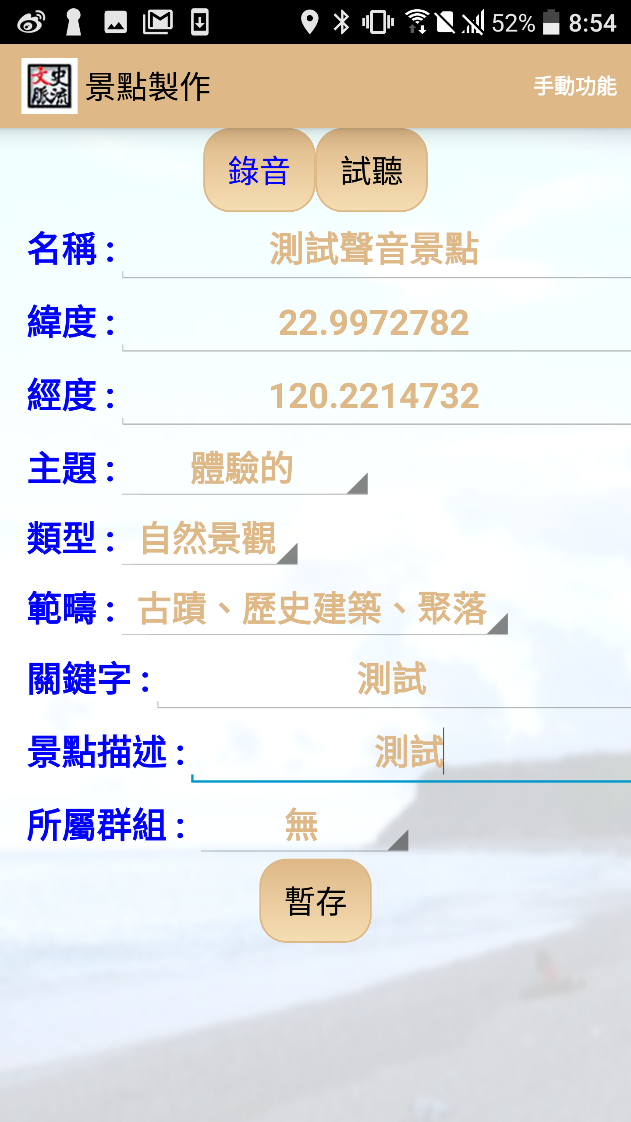 52% 8:54
文史脈流 景點製作 手動功能
錄音 試聽
名稱 : 測試聲音景點
緯度 : 22.9972782
經度 : 120.2214732
主題 : 體驗的
類型 : 自然景觀
範疇 : 古蹟、歷史建築、聚落
關鍵字 : 測試
景點描述 : 測試
所屬群組 : 無
暫存